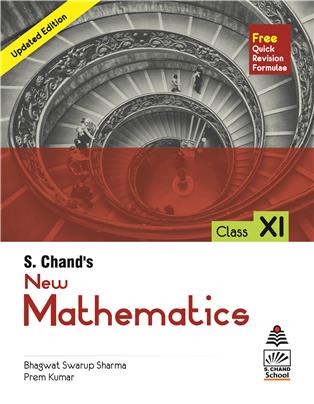 Updated Edition
Free
Quick
Revision
Formulae
Class XI
S. Chand's
New
Mathematics
Bhagwat Swarup Sharma
Prem Kumar
S. CHAND
School